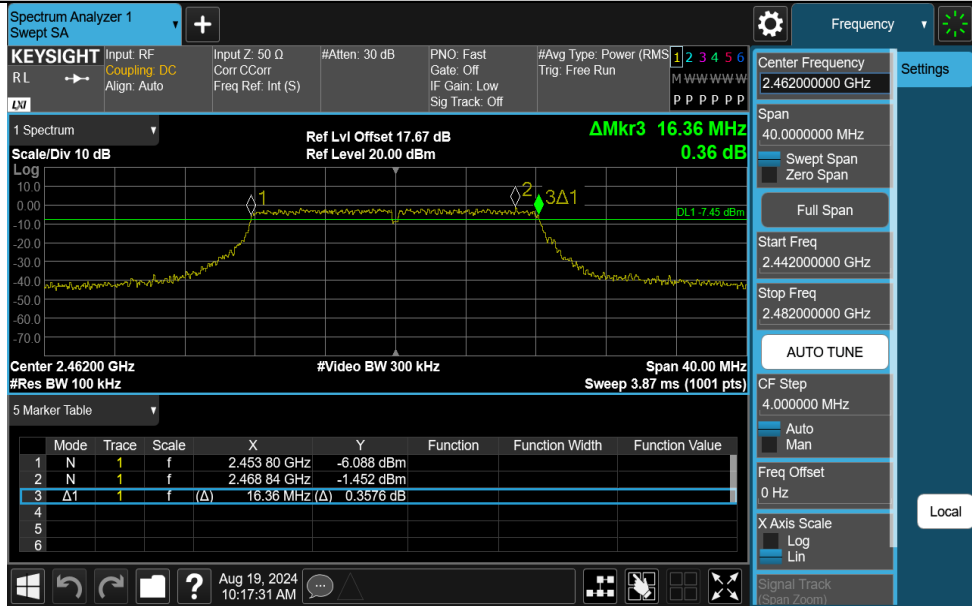 Spectrum Analyzer 1
Swept SA
Frequency
KEYSIGHT
RL
LXI
Input: RF
Coupling: DC
Align: Auto
Input Z: 50 Ω
Corr CCorr
Freq Ref: Int (S)
#Atten: 30 dB
PNO: Fast
Gate: Off
IF Gain: Low
Sig Track: Off
#Avg Type: Power (RMS
Trig: Free Run
1 2 3 4 5 6
M W W W W W
P P P P P P
1 Spectrum
Scale/Div 10 dB
Ref Lvl Offset 17.67 dB
Ref Level 20.00 dBm
ΔMkr3 16.36 MHz
0.36 dB
Log
10.0
0.00
-10.0
-20.0
-30.0
-40.0
-50.0
-60.0
-70.0
1
2
3Δ1
DL1 -7.45 dBm
Center 2.46200 GHz
#Res BW 100 kHz
#Video BW 300 kHz
Span 40.00 MHz
Sweep 3.87 ms (1001 pts)
5 Marker Table
Mode Trace Scale X Y Function Function Width Function Value
1 N 1 f 2.453 80 GHz -6.088 dBm
2 N 1 f 2.468 84 GHz -1.452 dBm
3 Δ1 1 f (Δ) 16.36 MHz (Δ) 0.3576 dB
4
5
6
Aug 19, 2024
10:17:31 AM
Center Frequency
2.462000000 GHz
Span
40.0000000 MHz
Swept Span
Zero Span
Full Span
Start Freq
2.442000000 GHz
Stop Freq
2.482000000 GHz
AUTO TUNE
CF Step
4.000000 MHz
Auto
Man
Freq Offset
0 Hz
X Axis Scale
Log
Lin
Signal Track
(Span Zoom)
Settings
Local